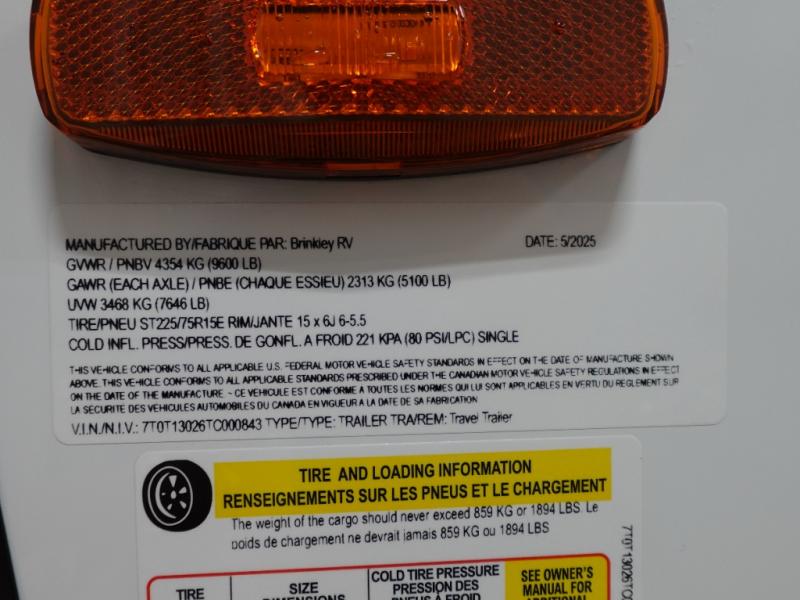 MANUFACTURED BY/FABRIQUE PAR: Brinkley RV DATE: 5/2025
GVWR / PNBV 4354 KG (9600 LB)
GAWR (EACH AXLE) / PNBE (CHAQUE ESSIEU) 2313 KG (5100 LB)
UVW 3468 KG (7646 LB)
TIRE/PNEU ST225/75R15E RIM/JANTE 15 x 6J 6-5.5
COLD INFL. PRESS/PRESS. DE GONFL. A FROID 221 KPA (80 PSI/LPC) SINGLE
THIS VEHICLE CONFORMS TO ALL APPLICABLE U.S. FEDERAL MOTOR VEHICLE SAFETY STANDARDS IN EFFECT ON THE DATE OF MANUFACTURE SHOWN
ABOVE. THIS VEHICLE CONFORMS TO ALL APPLICABLE STANDARDS PRESCRIBED UNDER THE CANADIAN MOTOR VEHICLE SAFETY REGULATIONS IN EFFECT
ON THE DATE OF THE MANUFACTURE - CE VEHICULE EST CONFORME A TOUTES LES NORMES QUI LUI SONT APPLICABLES EN VERTU DU REGLEMENT SUR
LA SECURITE DES VEHICULES AUTOMOBILES DU CANADA EN VIGUEUR A LA DATE DE SA FABRICATION
V.I.N./N.I.V.: 7T0T13026TC000843 TYPE/TYPE: TRAILER TRA/REM: Travel Trailer
TIRE AND LOADING INFORMATION
RENSEIGNEMENTS SUR LES PNEUS ET LE CHARGEMENT
The weight of the cargo should never exceed 859 KG or 1894 LBS. Le
poids de chargement ne devrait jamais 859 KG ou 1894 LBS
TIRE
SIZE
DIMENSIONS
COLD TIRE PRESSURE
PRESSION DES
PNEUS À FROID
SEE OWNER'S
MANUAL FOR
ADDITIONAL
7T0T13026TC